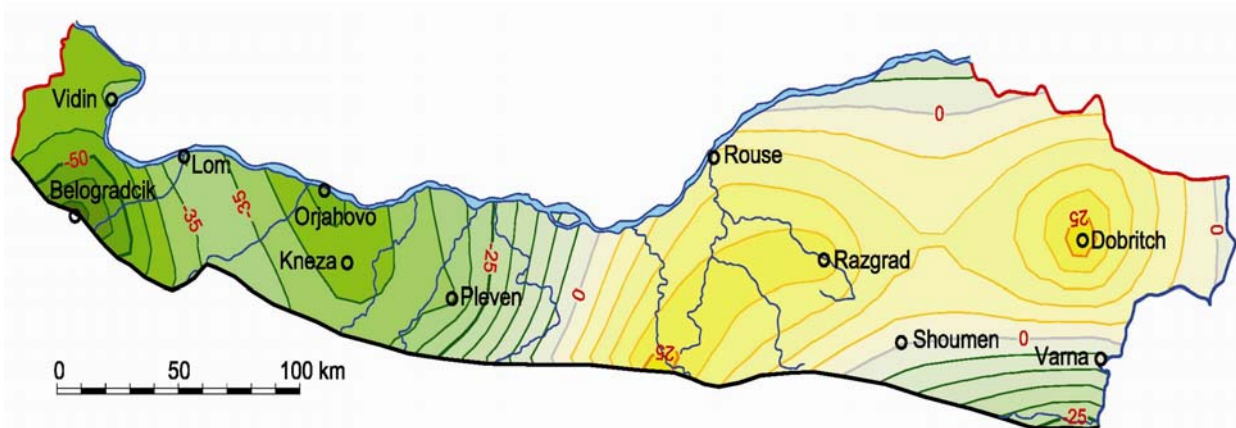 Vidin
-50
Belogradcik
Lom
-35
-35
Orjahovo
Kneza
Pleven
-25
0
25
Rouse
Razgrad
0
25
Dobritch
0
Shoumen
0
Varna
-25
0 50 100 km